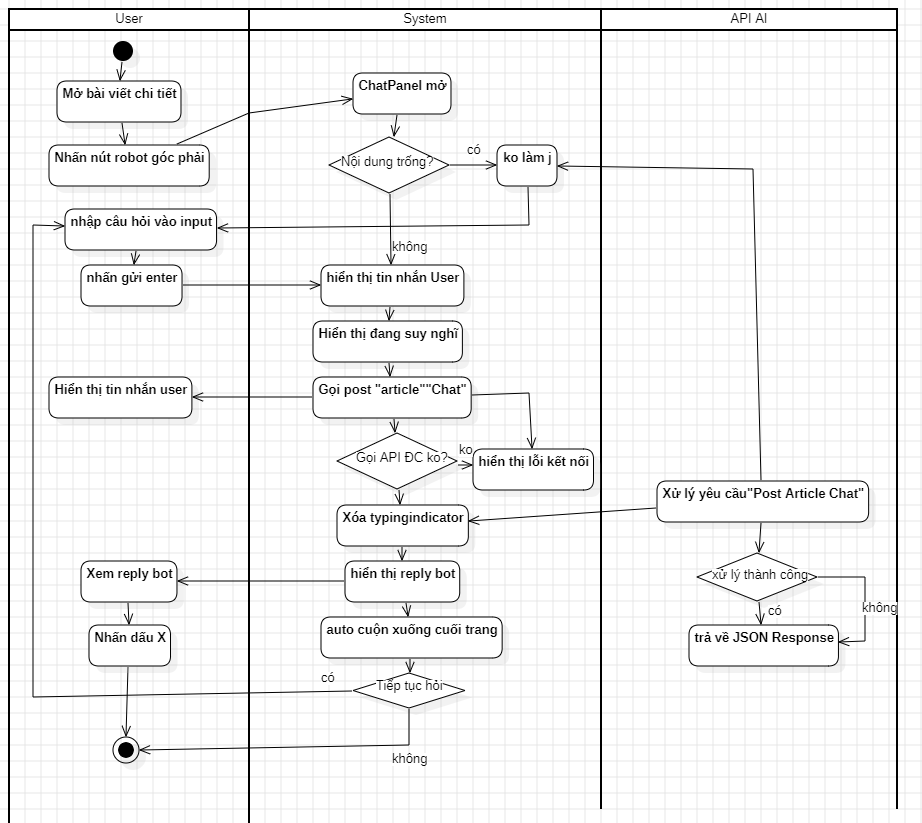 User
System
API AI
Mở bài viết chi tiết
ChatPanel mở
Nhấn nút robot góc phải
Nội dung trống?
có
ko làm j
nhập câu hỏi vào input
không
nhấn gửi enter
hiển thị tin nhắn User
Hiển thị đang suy nghĩ
Hiển thị tin nhắn user
Gọi post "article""Chat"
Gọi API ĐC ko?
ko
hiển thị lỗi kết nối
Xử lý yêu cầu"Post Article Chat"
Xóa typingindicator
Xem reply bot
hiển thị reply bot
xử lý thành công
có
không
Nhấn dấu X
auto cuộn xuống cuối trang
trả về JSON Response
có
Tiếp tục hỏi
không